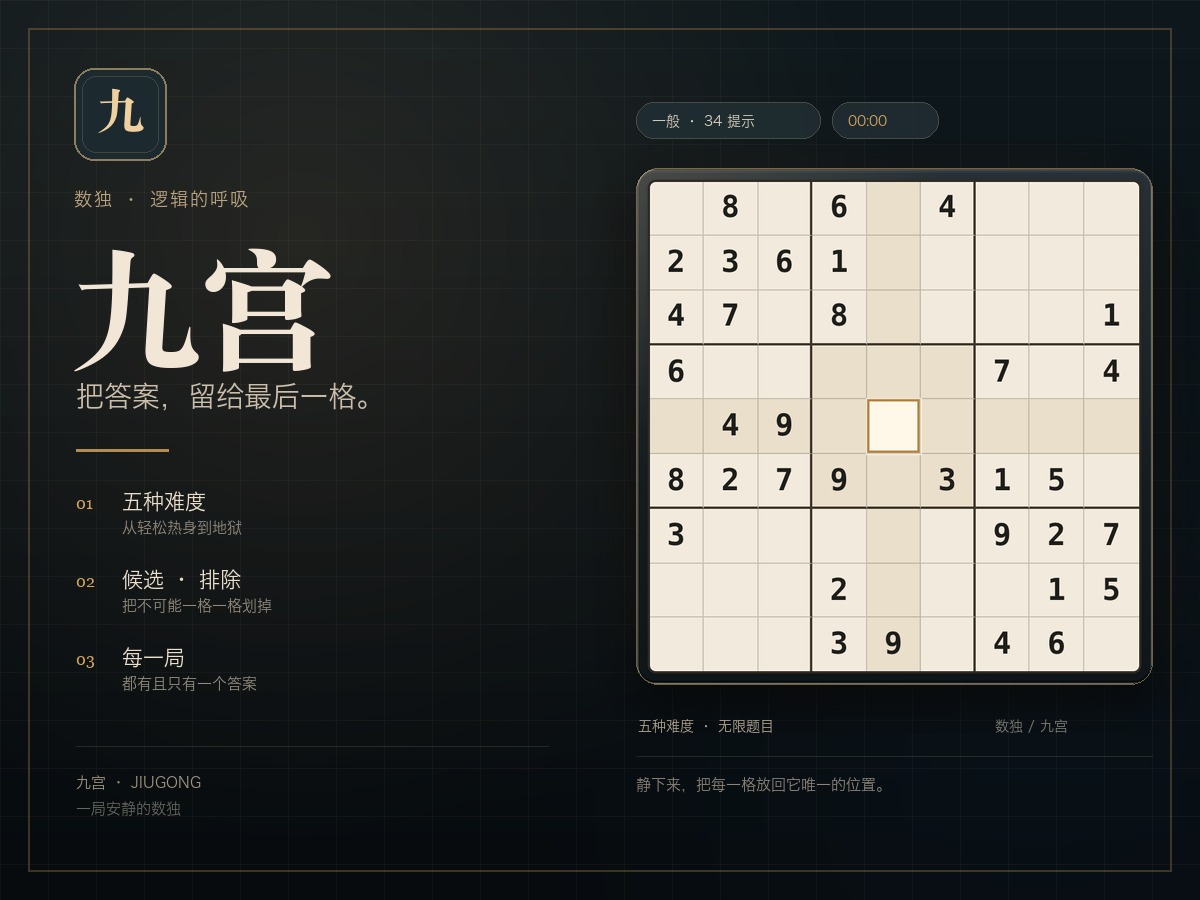 九
数独 · 逻辑的呼吸
九宫
把答案，留给最后一格。
01 五种难度
从轻松热身到地狱
02 候选 · 排除
把不可能一格一格划掉
03 每一局
都有且只有一个答案
九宫 · JIUGONG
一局安静的数独
一般 · 34 提示 00:00
8 6 4
2 3 6 1
4 7 8 1
6 7 4
4 9
8 2 7 9 3 1 5
3 9 2 7
2 1 5
3 9 4 6
五种难度 · 无限题目 数独 / 九宫
静下来，把每一格放回它唯一的位置。